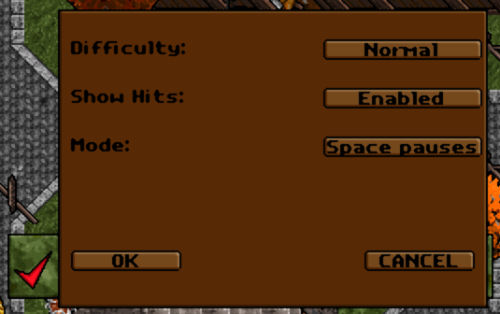 Difficulty: Normal
Show Hits: Enabled
Mode: Space pauses
OK CANCEL